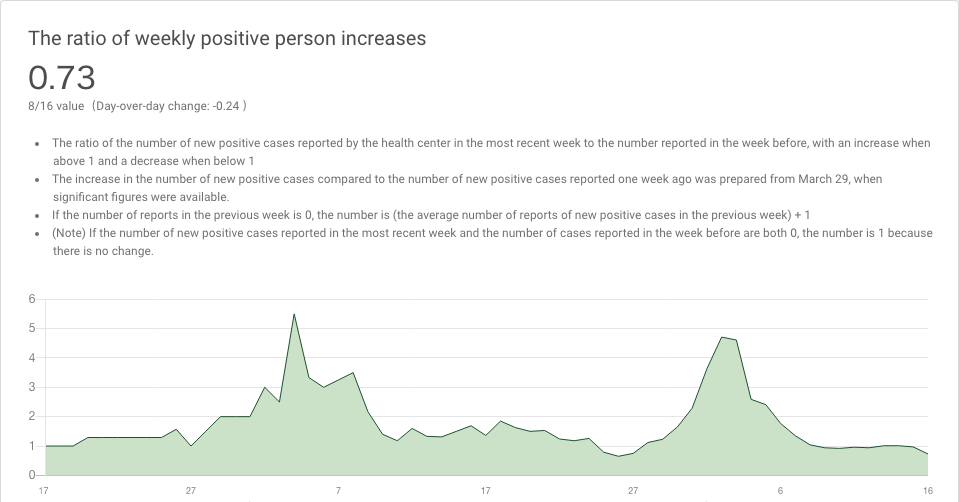 The ratio of weekly positive person increases
0.73
8/16 value（Day-over-day change: -0.24 ）
• The ratio of the number of new positive cases reported by the health center in the most recent week to the number reported in the week before, with an increase when
above 1 and a decrease when below 1
• The increase in the number of new positive cases compared to the number of new positive cases reported one week ago was prepared from March 29, when
significant figures were available.
• If the number of reports in the previous week is 0, the number is (the average number of reports of new positive cases in the previous week) + 1
• (Note) If the number of new positive cases reported in the most recent week and the number of cases reported in the week before are both 0, the number is 1 because
there is no change.
6
5
4
3
2
1
0
17 27 7 17 27 6 16